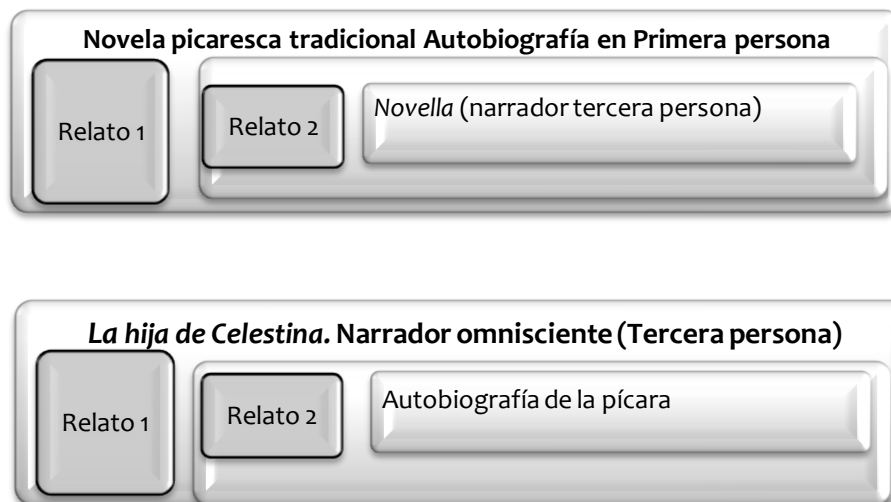 Novela picaresca tradicional Autobiografía en Primera persona
Relato 1
Relato 2
Novella (narrador tercera persona)
La hija de Celestina. Narrador omnisciente (Tercera persona)
Relato 1
Relato 2
Autobiografía de la pícara